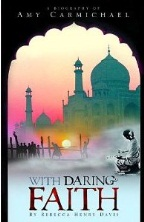 A BIOGRAPHY OF
AMY CARMICHAEL
WITH DARING
FAITH
BY REBECCA HENRY DAVIS